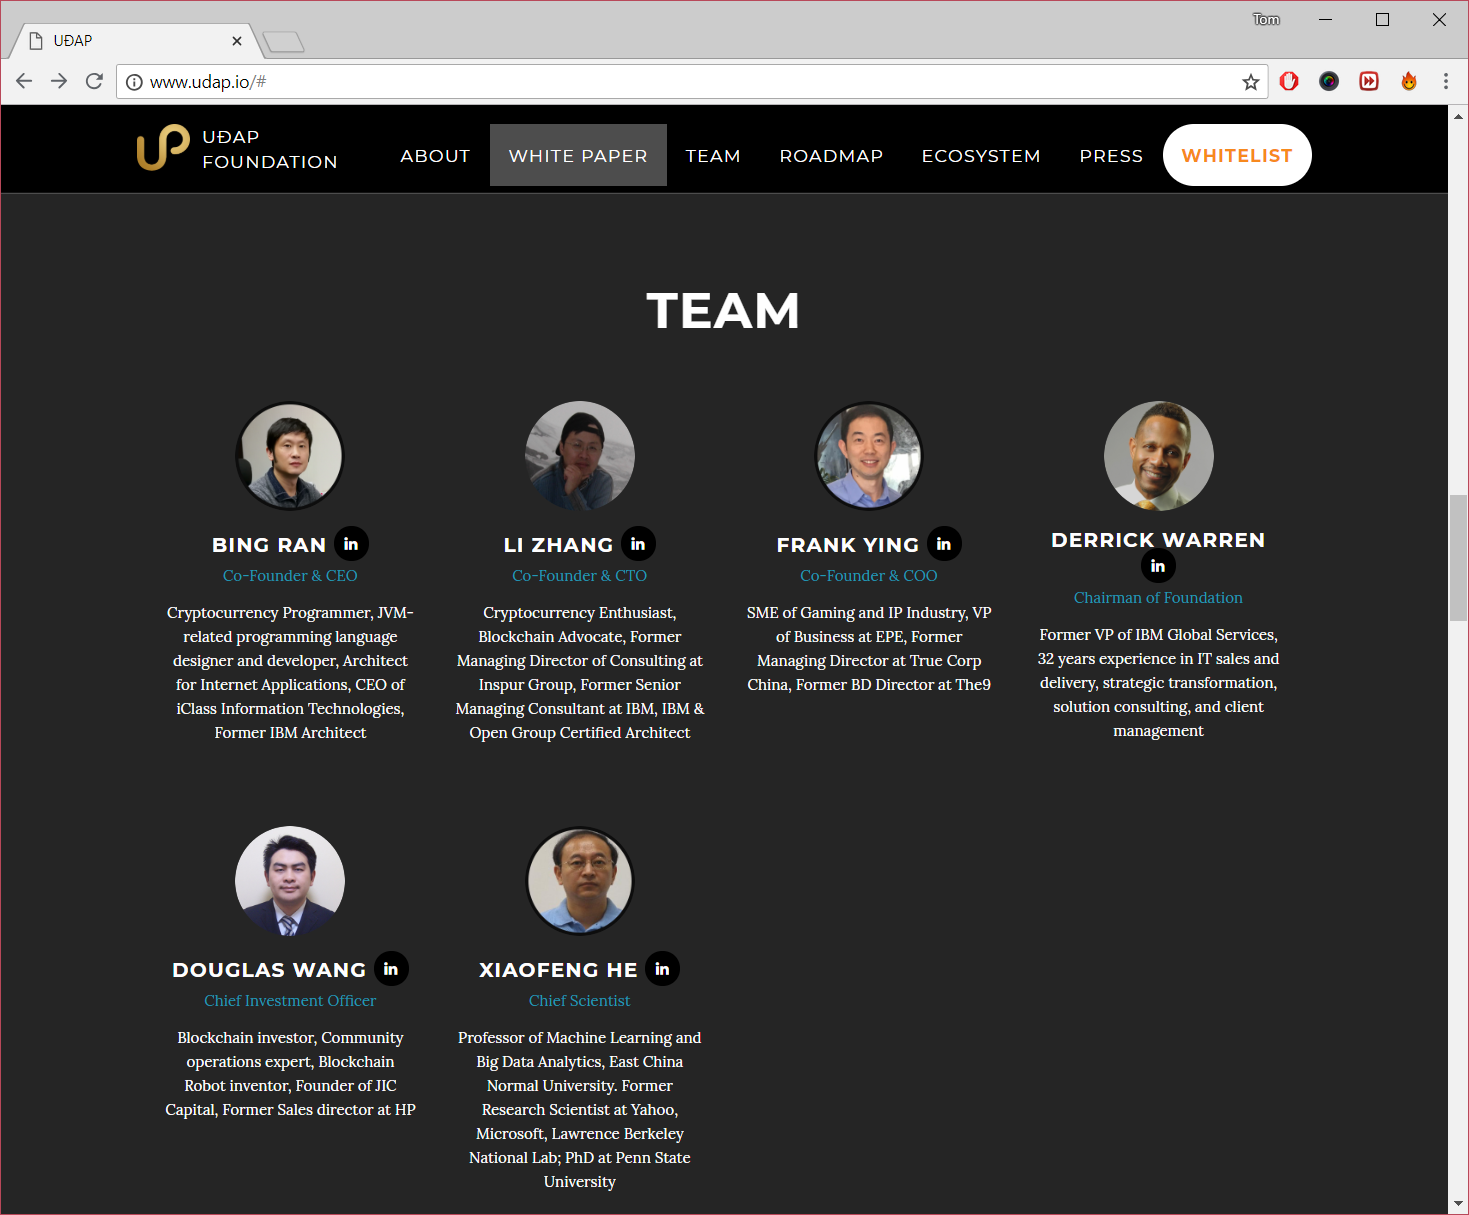 Tom
UĐAP
www.udap.io/#
UĐAP
FOUNDATION
ABOUT
WHITE PAPER
TEAM
ROADMAP
ECOSYSTEM
PRESS
WHITELIST
TEAM
BING RAN in
Co-Founder & CEO
Cryptocurrency Programmer, JVM-
related programming language
designer and developer, Architect
for Internet Applications, CEO of
iClass Information Technologies,
Former IBM Architect
LI ZHANG in
Co-Founder & CTO
Cryptocurrency Enthusiast,
Blockchain Advocate, Former
Managing Director of Consulting at
Inspur Group, Former Senior
Managing Consultant at IBM, IBM &
Open Group Certified Architect
FRANK YING in
Co-Founder & COO
SME of Gaming and IP Industry, VP
of Business at EPE, Former
Managing Director at True Corp
China, Former BD Director at The9
DERRICK WARREN
in
Chairman of Foundation
Former VP of IBM Global Services,
32 years experience in IT sales and
delivery, strategic transformation,
solution consulting, and client
management
DOUGLAS WANG in
Chief Investment Officer
Blockchain investor, Community
operations expert, Blockchain
Robot inventor, Founder of JIC
Capital, Former Sales director at HP
XIAOFENG HE in
Chief Scientist
Professor of Machine Learning and
Big Data Analytics, East China
Normal University. Former
Research Scientist at Yahoo,
Microsoft, Lawrence Berkeley
National Lab; PhD at Penn State
University